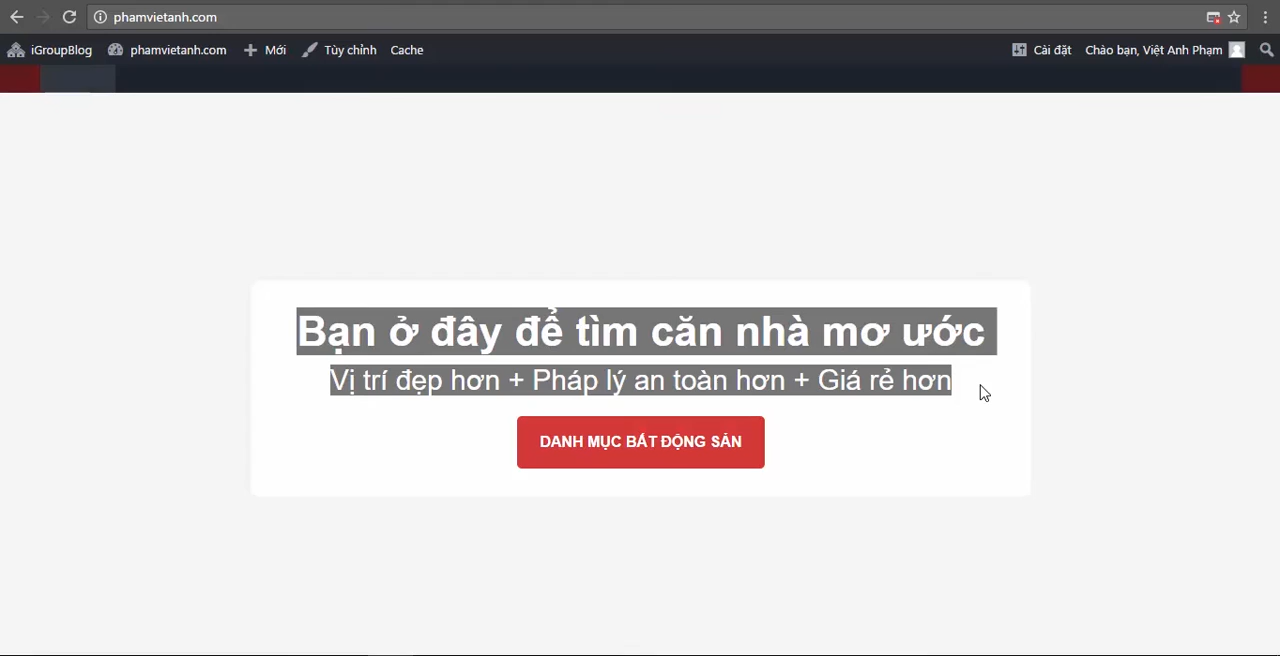 phamvietanh.com
iGroupBlog phamvietanh.com Mới Tùy chỉnh Cache Cài đặt Chào bạn, Việt Anh Phạm
Bạn ở đây để tìm căn nhà mơ ước
Vị trí đẹp hơn + Pháp lý an toàn hơn + Giá rẻ hơn
DANH MỤC BẤT ĐỘNG SẢN